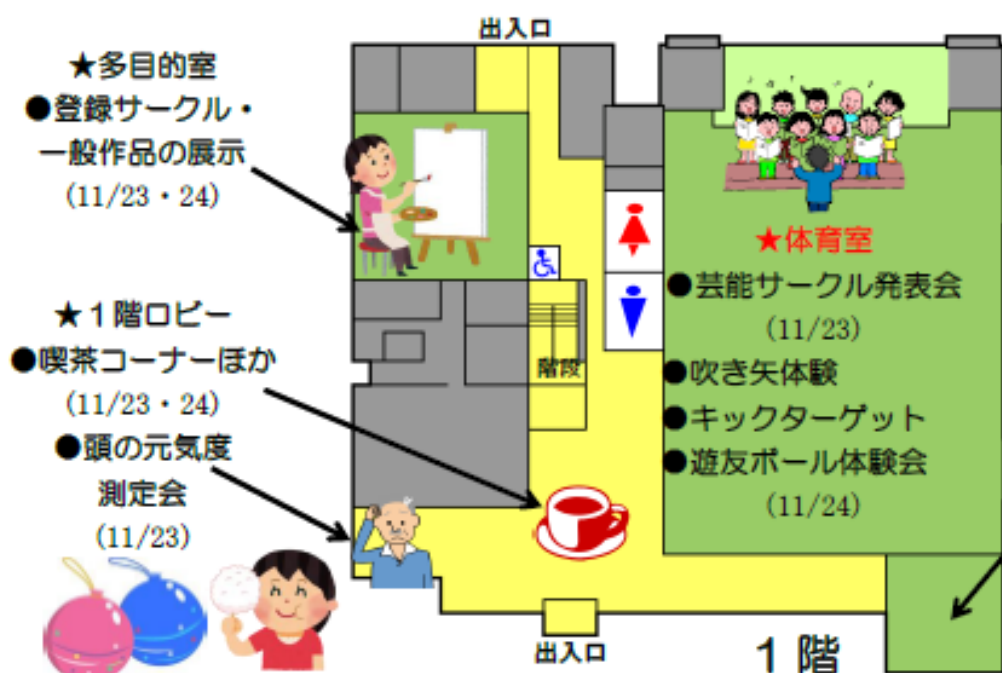 出入口
★多目的室
●登録サークル・
一般作品の展示
(11/23・24)
★1階ロビー
●喫茶コーナーほか
(11/23・24)
●頭の元気度
測定会
(11/23)
階段
★体育室
●芸能サークル発表会
(11/23)
●吹き矢体験
●キックターゲット
●遊友ボール体験会
(11/24)
出入口
1階